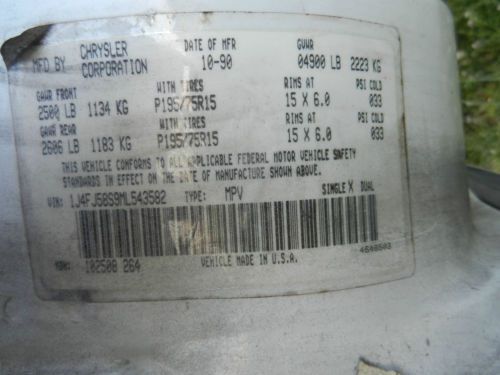 MFD BY CHRYSLER CORPORATION DATE OF MFR 10-90 GVWR 04900 LB 2223 KG
GAWR FRONT WITH TIRES RIMS AT PSI COLD
2500 LB 1134 KG P195/75R15 15 X 6.0 033
GAWR REAR WITH TIRES RIMS AT PSI COLD
2606 LB 1183 KG P195/75R15 15 X 6.0 033
THIS VEHICLE CONFORMS TO ALL APPLICABLE FEDERAL MOTOR VEHICLE SAFETY
STANDARDS IN EFFECT ON THE DATE OF MANUFACTURE SHOWN ABOVE.
VIN: 1J4FJ58S9ML543582 TYPE: MPV SINGLE X DUAL
MDH: 102508 264 VEHICLE MADE IN U.S.A.